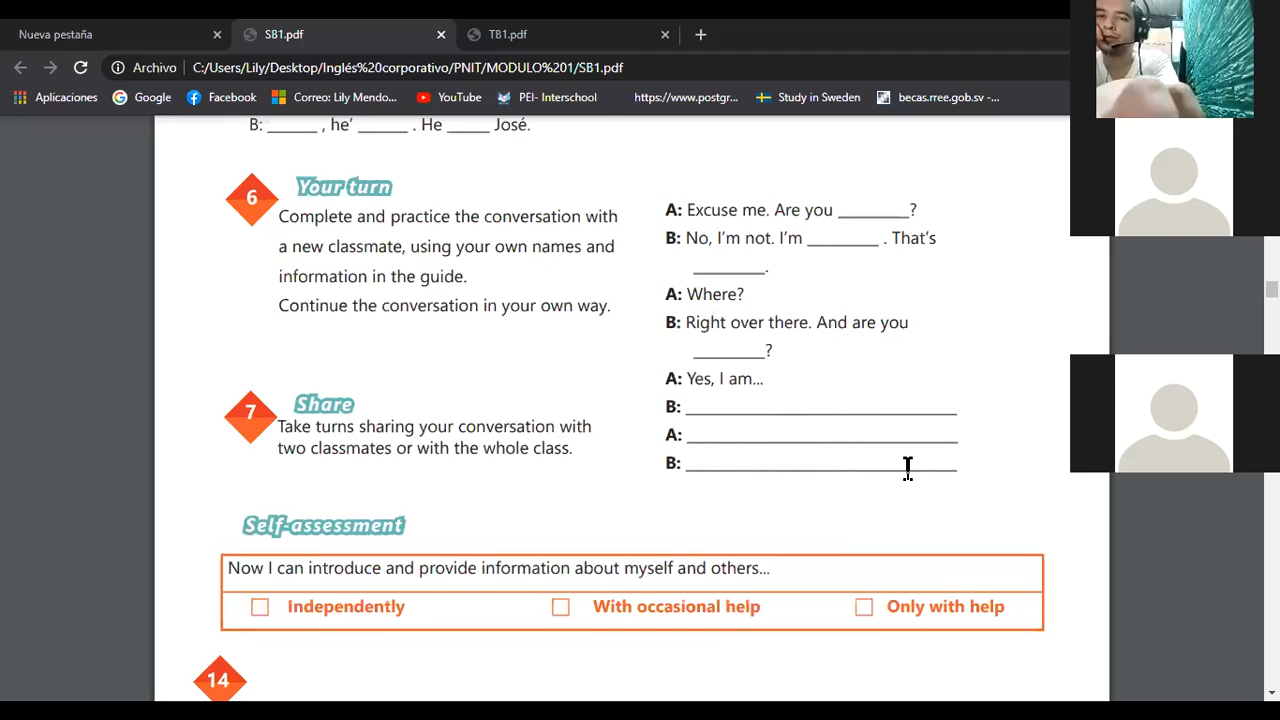 Nueva pestaña
SB1.pdf
TB1.pdf
Archivo C:/Users/Lily/Desktop/Inglés%20corporativo/PNIT/MODULO%201/SB1.pdf
Aplicaciones Google Facebook Correo: Lily Mendo... YouTube PEI- Interschool https://www.postgr... Study in Sweden becas.rree.gob.sv -...
B: ______ , he' ______ . He _____ José.
6 Your turn
Complete and practice the conversation with
a new classmate, using your own names and
information in the guide.
Continue the conversation in your own way.
7 Share
Take turns sharing your conversation with
two classmates or with the whole class.
A: Excuse me. Are you ________?
B: No, I'm not. I'm ________ . That's
________.
A: Where?
B: Right over there. And are you
________?
A: Yes, I am...
B: ______________________________
A: ______________________________
B: ______________________________
Self-assessment
Now I can introduce and provide information about myself and others...
Independently With occasional help Only with help
14